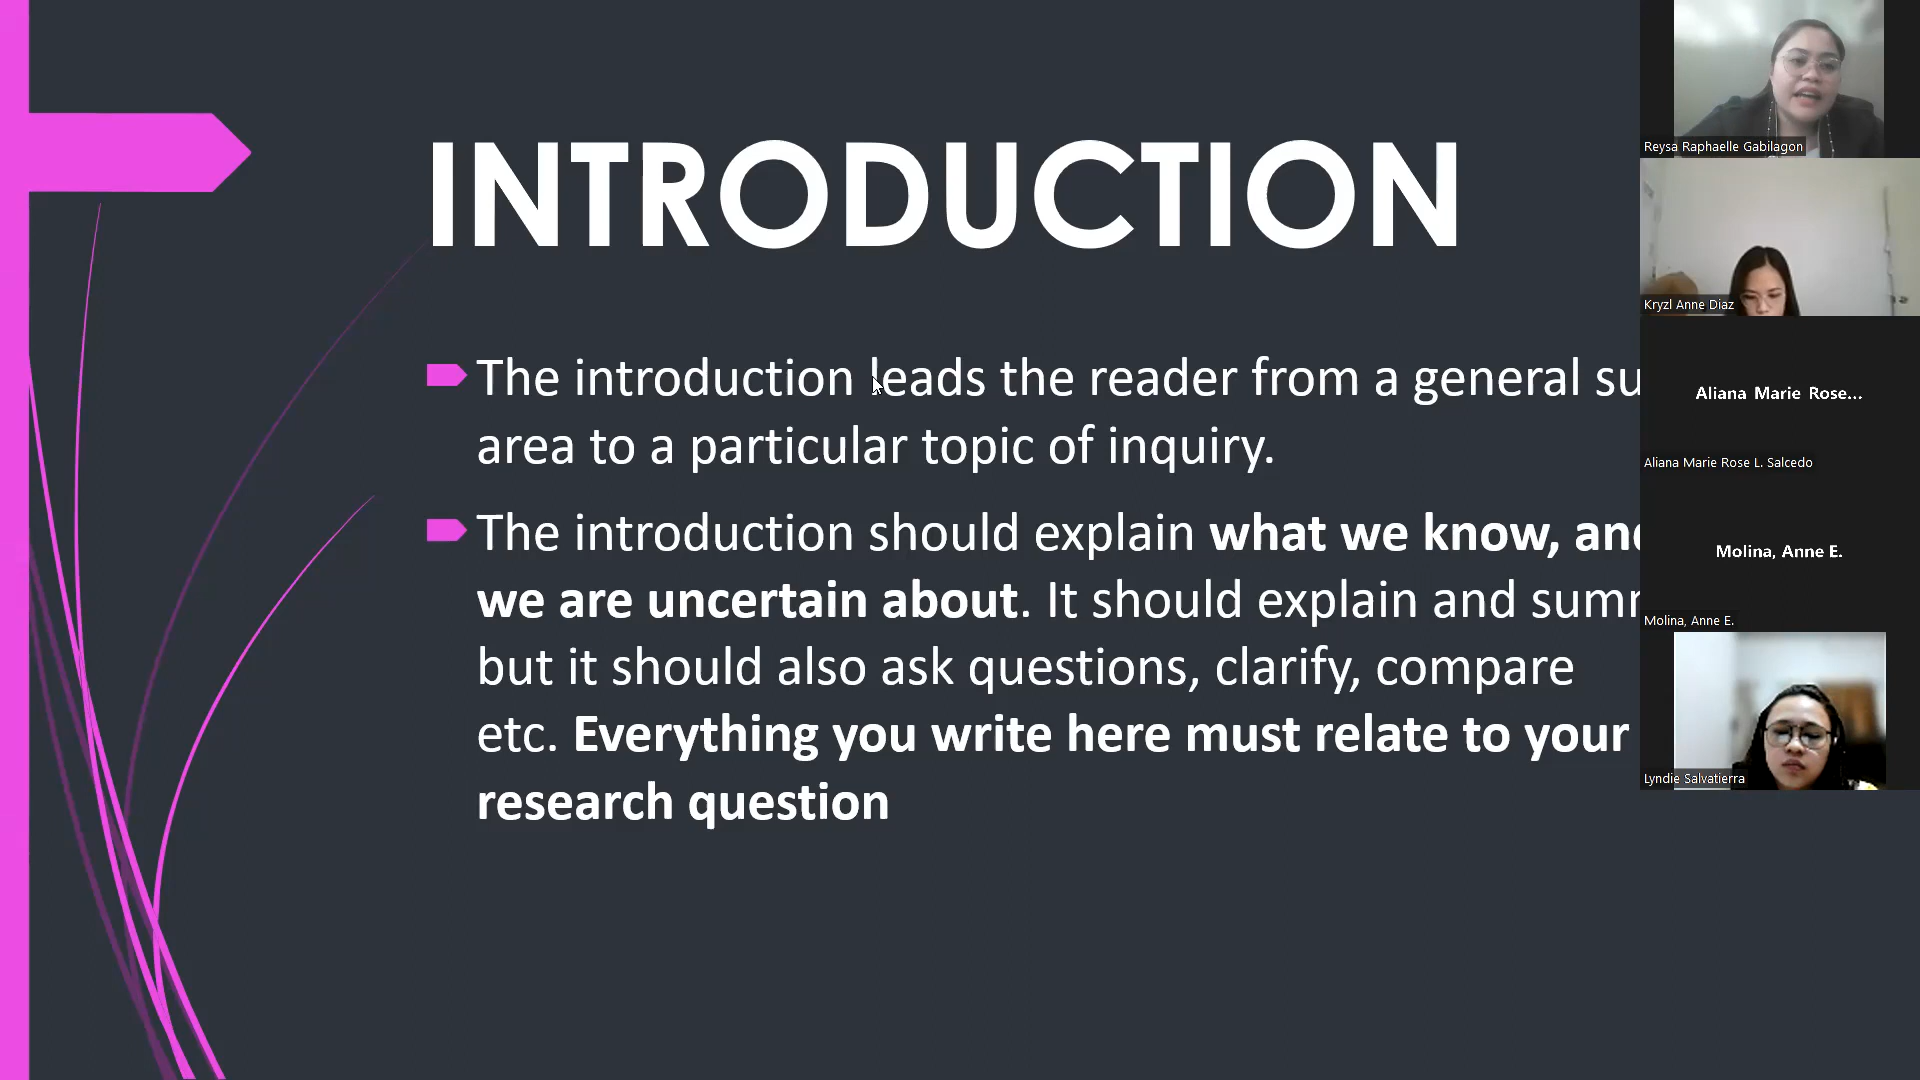 INTRODUCTION
The introduction leads the reader from a general
area to a particular topic of inquiry.
The introduction should explain what we know, and
we are uncertain about. It should explain and
but it should also ask questions, clarify, compare
etc. Everything you write here must relate to your
research question
Reysa Raphaelle Gabilagon
Kryzl Anne Diaz
Aliana Marie Rose...
Aliana Marie Rose L. Salcedo
Molina, Anne E.
Molina, Anne E.
Lyndie Salvatierra